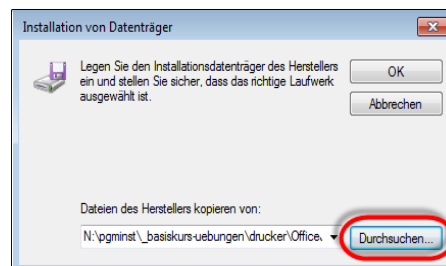 Installation von Datenträger
Legen Sie den Installationsdatenträger des Herstellers
ein und stellen Sie sicher, dass das richtige Laufwerk
ausgewählt ist.
OK
Abbrechen
Dateien des Herstellers kopieren von:
N:\pgminst\_basiskurs-uebungen\drucker\Office.
Durchsuchen...